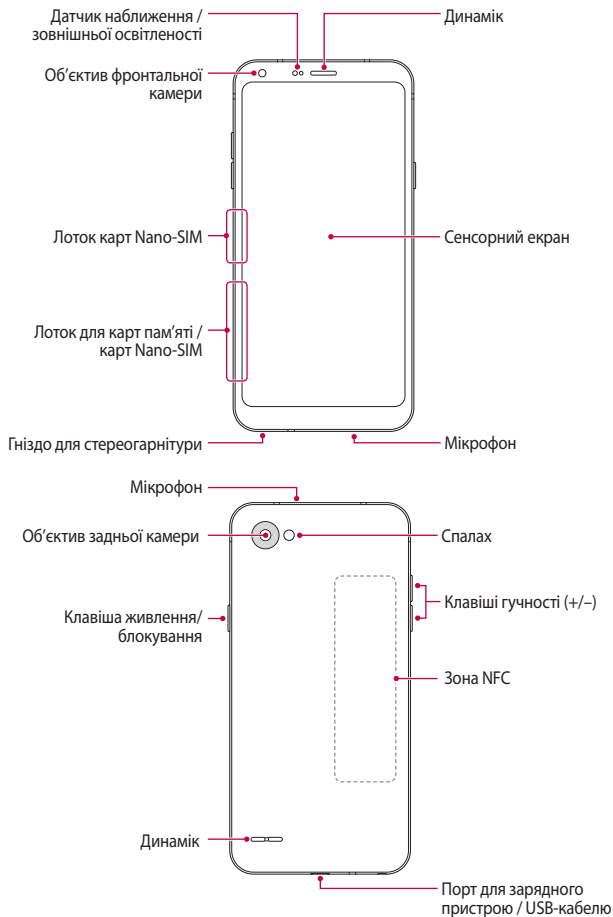 Датчик наближення /
зовнішньої освітленості
Динамік
Об’єктив фронтальної
камери
Лоток карт Nano-SIM
Сенсорний екран
Лоток для карт пам’яті /
карт Nano-SIM
Гніздо для стереогарнітури
Мікрофон
Мікрофон
Об’єктив задньої камери
Спалах
Клавіша живлення/
блокування
Клавіші гучності (+/–)
Зона NFC
Динамік
Порт для зарядного
пристрою / USB-кабелю